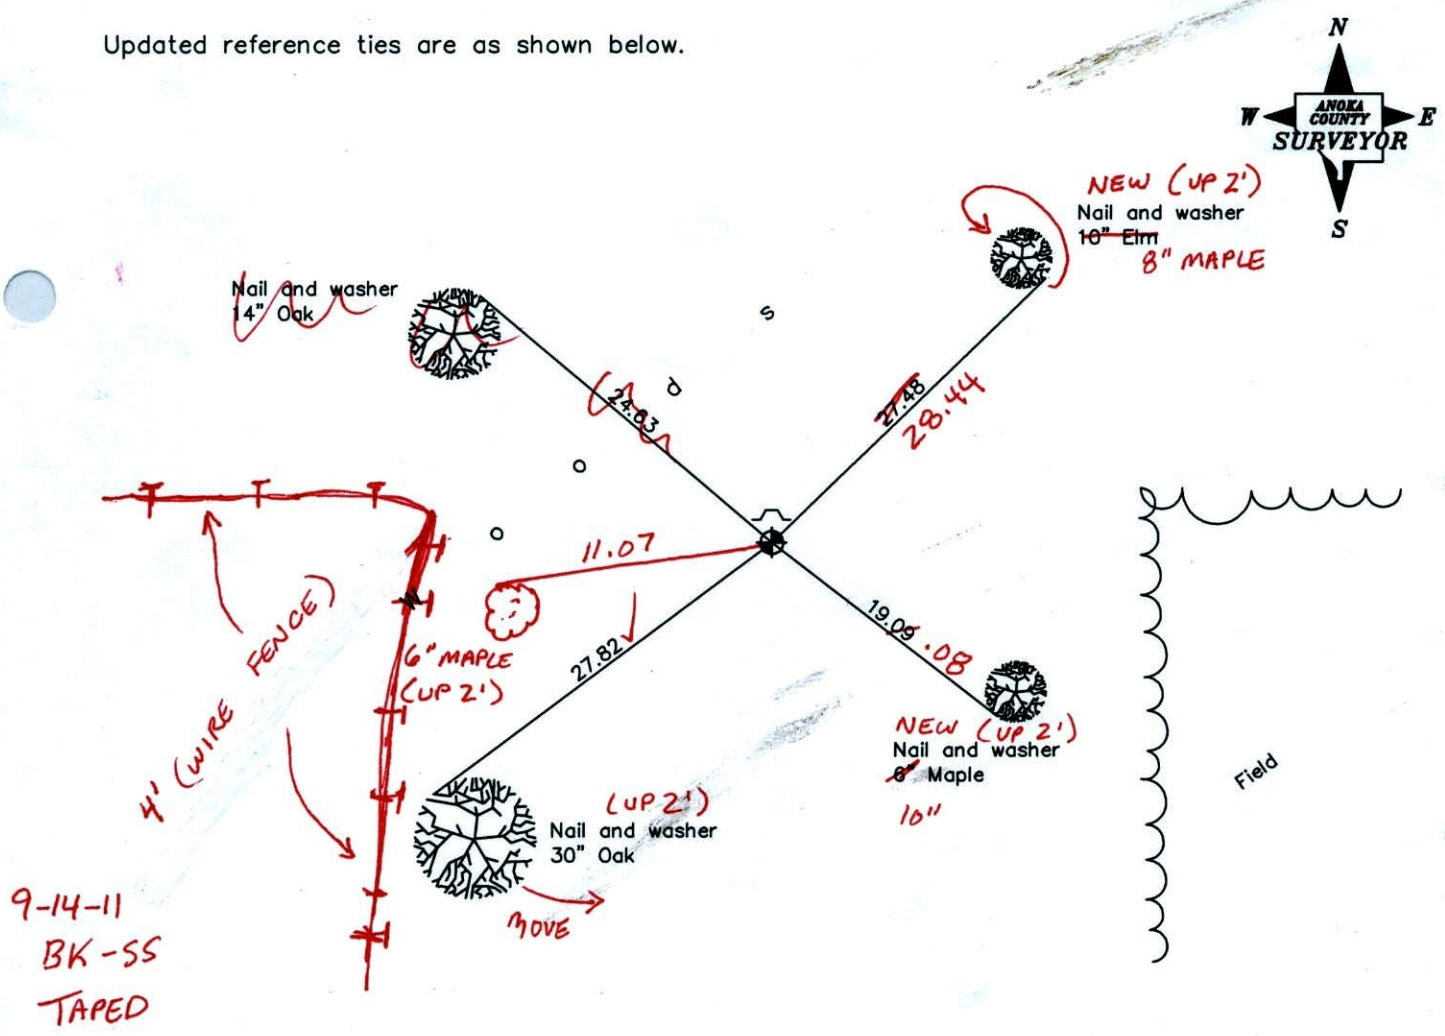 Updated reference ties are as shown below.
N
W
ANOKA
COUNTY
SURVEYOR
E
S
NEW (UP 2')
Nail and washer
10" Elm
8" MAPLE
Nail and washer
14" Oak
s
d
o
o
24.63
27.48
28.44
11.07
27.82
19.09 .08
4' (WIRE FENCE)
W
6" MAPLE
(UP 2')
NEW (UP 2')
Nail and washer
6" Maple
10"
Field
(UP 2')
Nail and washer
30" Oak
MOVE
9-14-11
BK-SS
TAPED